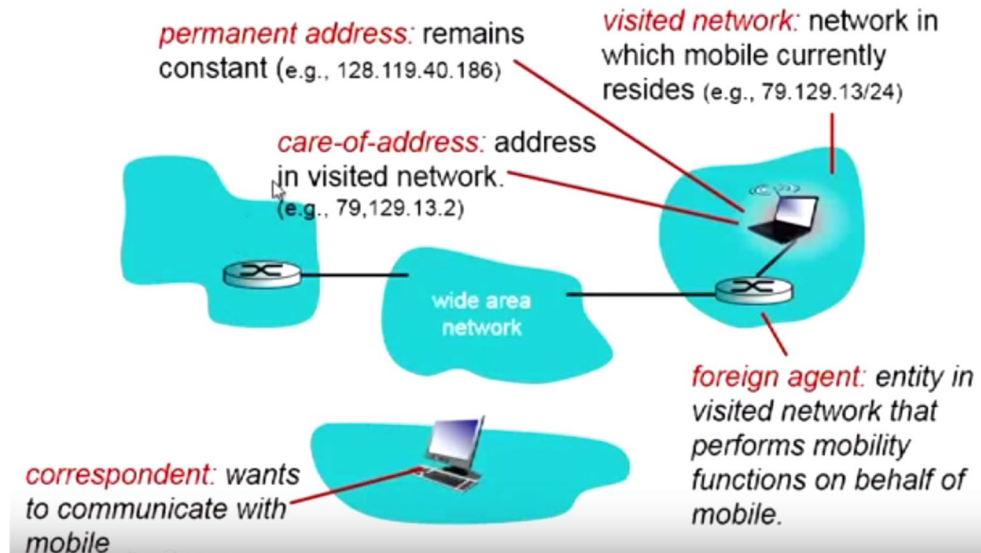 permanent address: remains
constant (e.g., 128.119.40.186)
visited network: network in
which mobile currently
resides (e.g., 79.129.13/24)
care-of-address: address
in visited network.
(e.g., 79,129.13.2)
wide area
network
foreign agent: entity in
visited network that
performs mobility
functions on behalf of
mobile.
correspondent: wants
to communicate with
mobile